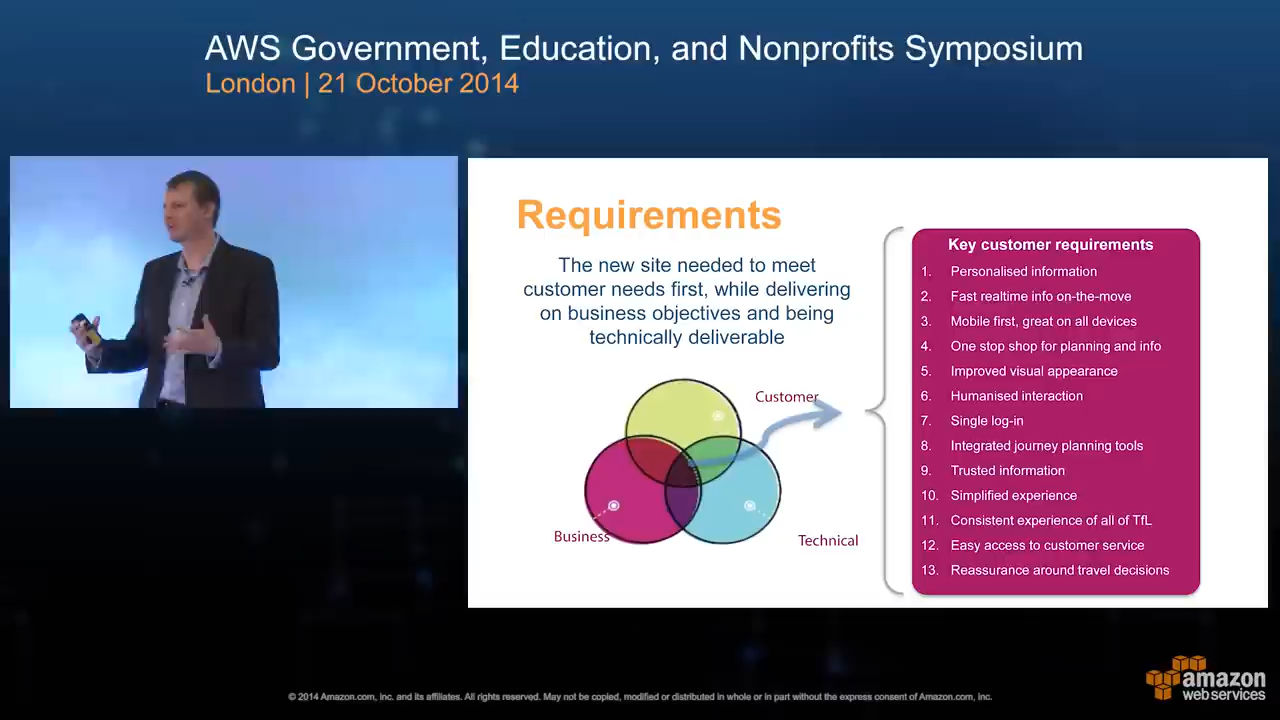 AWS Government, Education, and Nonprofits Symposium
London | 21 October 2014
Requirements
The new site needed to meet
customer needs first, while delivering
on business objectives and being
technically deliverable
Customer
Business
Technical
Key customer requirements
1. Personalised information
2. Fast realtime info on-the-move
3. Mobile first, great on all devices
4. One stop shop for planning and info
5. Improved visual appearance
6. Humanised interaction
7. Single log-in
8. Integrated journey planning tools
9. Trusted information
10. Simplified experience
11. Consistent experience of all of TfL
12. Easy access to customer service
13. Reassurance around travel decisions
© 2014 Amazon.com, Inc. and its affiliates. All rights reserved. May not be copied, modified or distributed in whole or in part without the express consent of Amazon.com, Inc.
amazon
web services